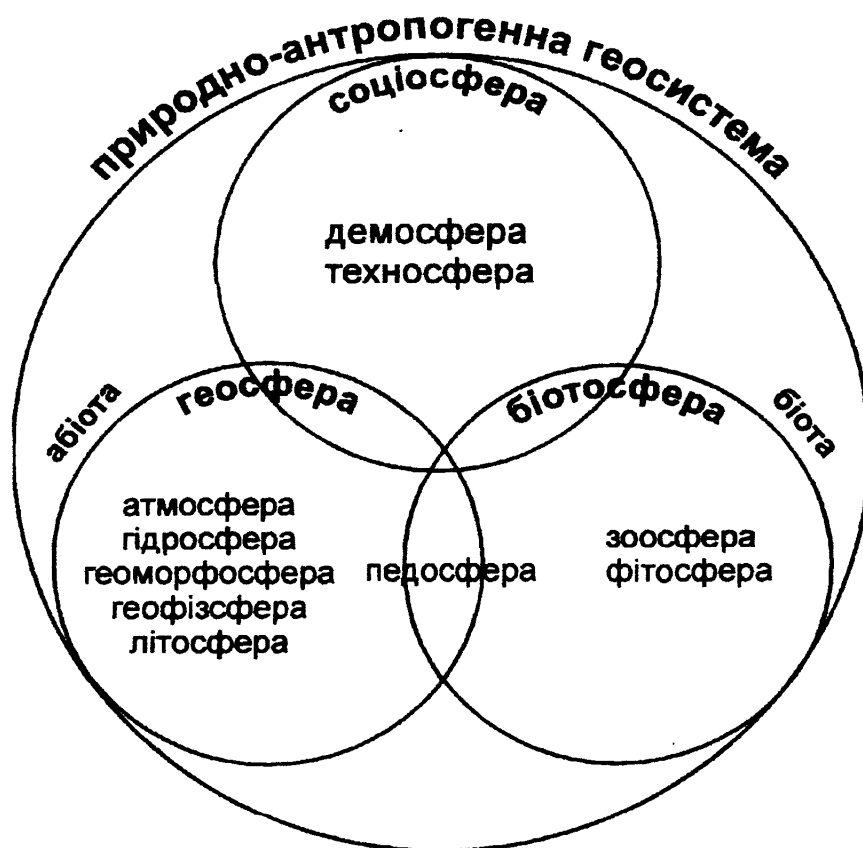 природно-антропогенна геосистема
соціосфера
демосфера
техносфера
абіота
геосфера
біотосфера
біота
атмосфера
гідросфера
геоморфосфера
геофізсфера
літосфера
педосфера
зоосфера
фітосфера